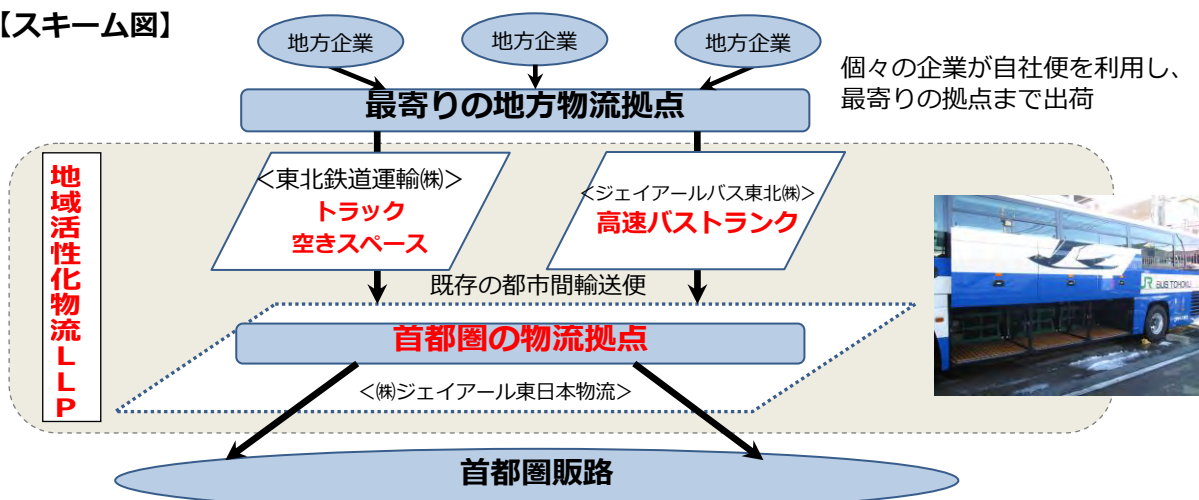 【スキーム図】
地方企業
地方企業
地方企業
個々の企業が自社便を利用し、
最寄りの拠点まで出荷
最寄りの地方物流拠点
地域活性化物流LLP
<東北鉄道運輸㈱>
トラック
空きスペース
<ジェイアールバス東北㈱>
高速バストランク
既存の都市間輸送便
首都圏の物流拠点
<㈱ジェイアール東日本物流>
首都圏販路
JR BUS TOHOKU